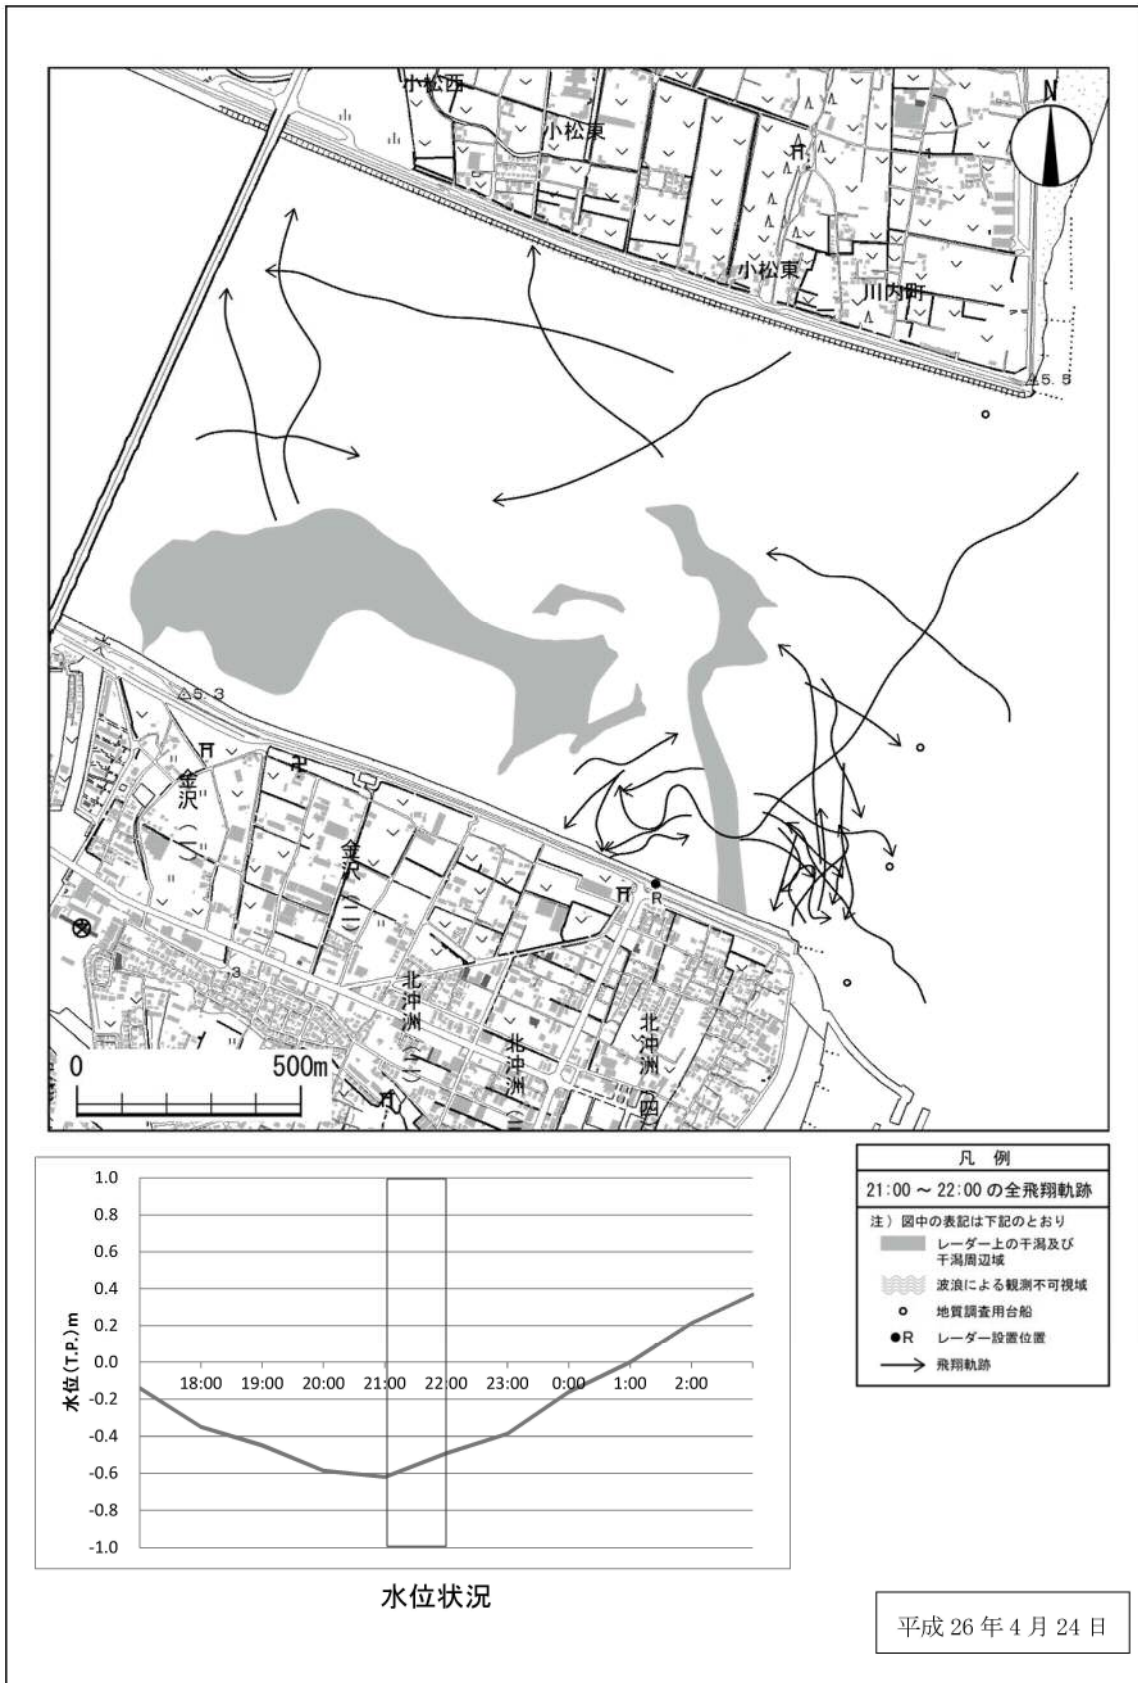 小松西
小松東
N
小松東
川内町
5.5
5.3
金沢(一)
金沢(二)
R
3
北沖洲(二)
北沖洲(三
北沖洲(四)
0 500m
凡 例
21:00 ~ 22:00 の全飛翔軌跡
注) 図中の表記は下記のとおり
レーダー上の干潟及び
干潟周辺域
波浪による観測不可視域
地質調査用台船
●R レーダー設置位置
飛翔軌跡
水位(T.P.)m
1.0
0.8
0.6
0.4
0.2
0.0
-0.2
-0.4
-0.6
-0.8
-1.0
18:00 19:00 20:00 21:00 22:00 23:00 0:00 1:00 2:00
水位状況
平成 26 年 4 月 24 日